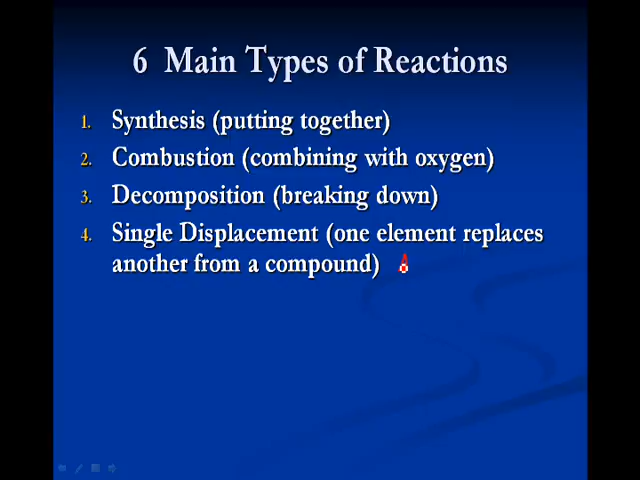 6 Main Types of Reactions
1. Synthesis (putting together)
2. Combustion (combining with oxygen)
3. Decomposition (breaking down)
4. Single Displacement (one element replaces
another from a compound)